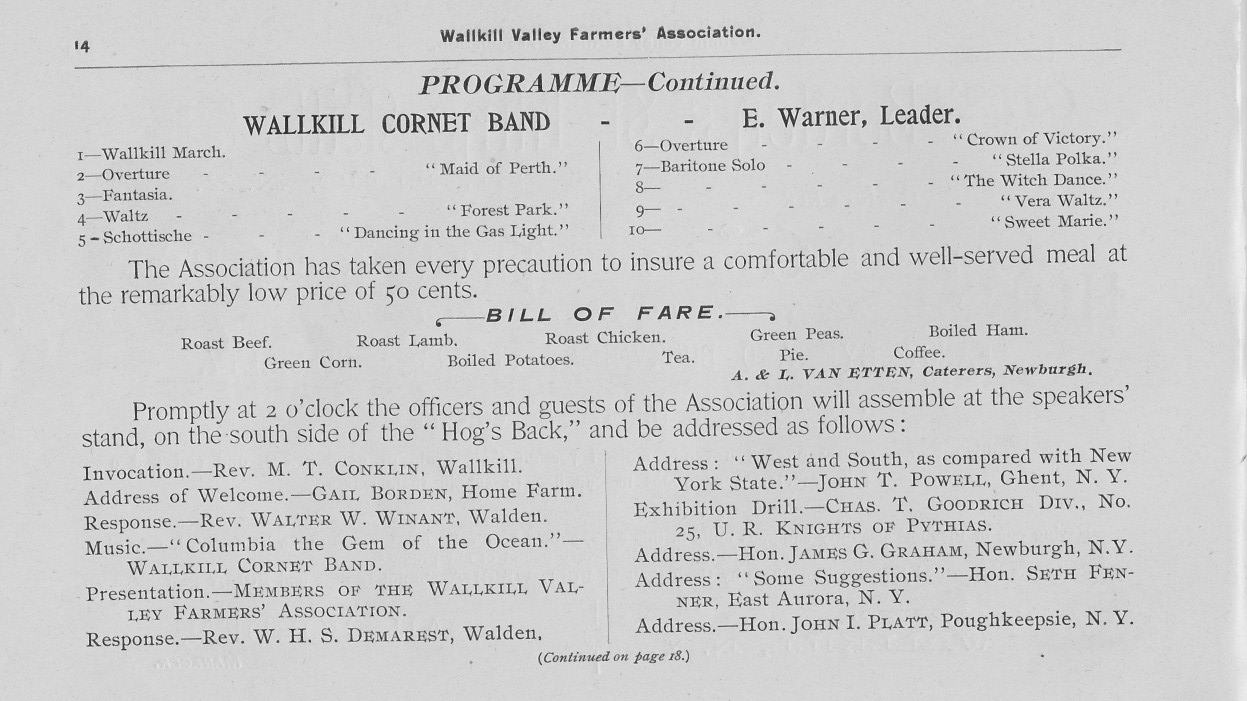 14
Wallkill Valley Farmers' Association.
PROGRAMME—Continued.
WALLKILL CORNET BAND - - E. Warner, Leader.
1—Wallkill March.
2—Overture - - - - "Maid of Perth."
3—Fantasia.
4—Waltz - - - - - "Forest Park."
5-Schottische - - - "Dancing in the Gas Light."
6—Overture - - - - "Crown of Victory."
7—Baritone Solo - - - - "Stella Polka."
8— - - - - - "The Witch Dance."
9— - - - - - "Vera Waltz."
10— - - - - - "Sweet Marie."
The Association has taken every precaution to insure a comfortable and well-served meal at
the remarkably low price of 50 cents.
BILL OF FARE.
Roast Beef. Roast Lamb. Roast Chicken. Green Peas. Boiled Ham.
Green Corn. Boiled Potatoes. Tea. Pie. Coffee.
A. & L. VAN ETTEN, Caterers, Newburgh.
Promptly at 2 o'clock the officers and guests of the Association will assemble at the speakers'
stand, on the south side of the "Hog's Back," and be addressed as follows:
Invocation.—Rev. M. T. CONKLIN, Wallkill.
Address of Welcome.—GAIL BORDEN, Home Farm.
Response.—Rev. WALTER W. WINANT, Walden.
Music.—"Columbia the Gem of the Ocean."—
WALLKILL CORNET BAND.
Presentation.—MEMBERS OF THE WALLKILL VAL-
LEY FARMERS' ASSOCIATION.
Response.—Rev. W. H. S. DEMAREST, Walden.
Address: "West and South, as compared with New
York State."—JOHN T. POWELL, Ghent, N. Y.
Exhibition Drill.—CHAS. T. GOODRICH DIV., No.
25, U. R. KNIGHTS OF PYTHIAS.
Address.—Hon. JAMES G. GRAHAM, Newburgh, N.Y.
Address: "Some Suggestions."—Hon. SETH FEN-
NER, East Aurora, N. Y.
Address.—Hon. JOHN I. PLATT, Poughkeepsie, N. Y.
(Continued on page 18.)